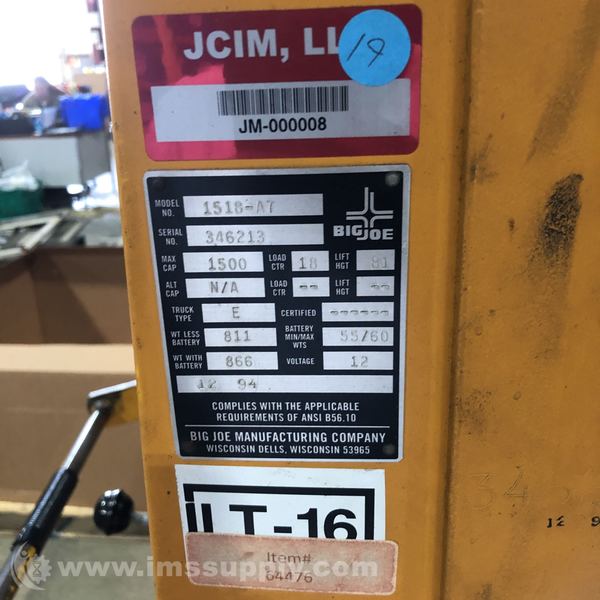 JCIM, LL
19
JM-000008
MODEL NO. 1518-A7
SERIAL NO. 346213
BIG JOE
MAX CAP 1500 LOAD CTR 18 LIFT HGT 81
ALT CAP N/A LOAD CTR -- LIFT HGT --
TRUCK TYPE E CERTIFIED ------
WT LESS BATTERY 811 BATTERY MIN/MAX WTS 55/60
WT WITH BATTERY 866 VOLTAGE 12
12 94
COMPLIES WITH THE APPLICABLE
REQUIREMENTS OF ANSI B56.10
BIG JOE MANUFACTURING COMPANY
WISCONSIN DELLS, WISCONSIN 53965
LT-16
Item#
64476
12 9
www.imssupply.com